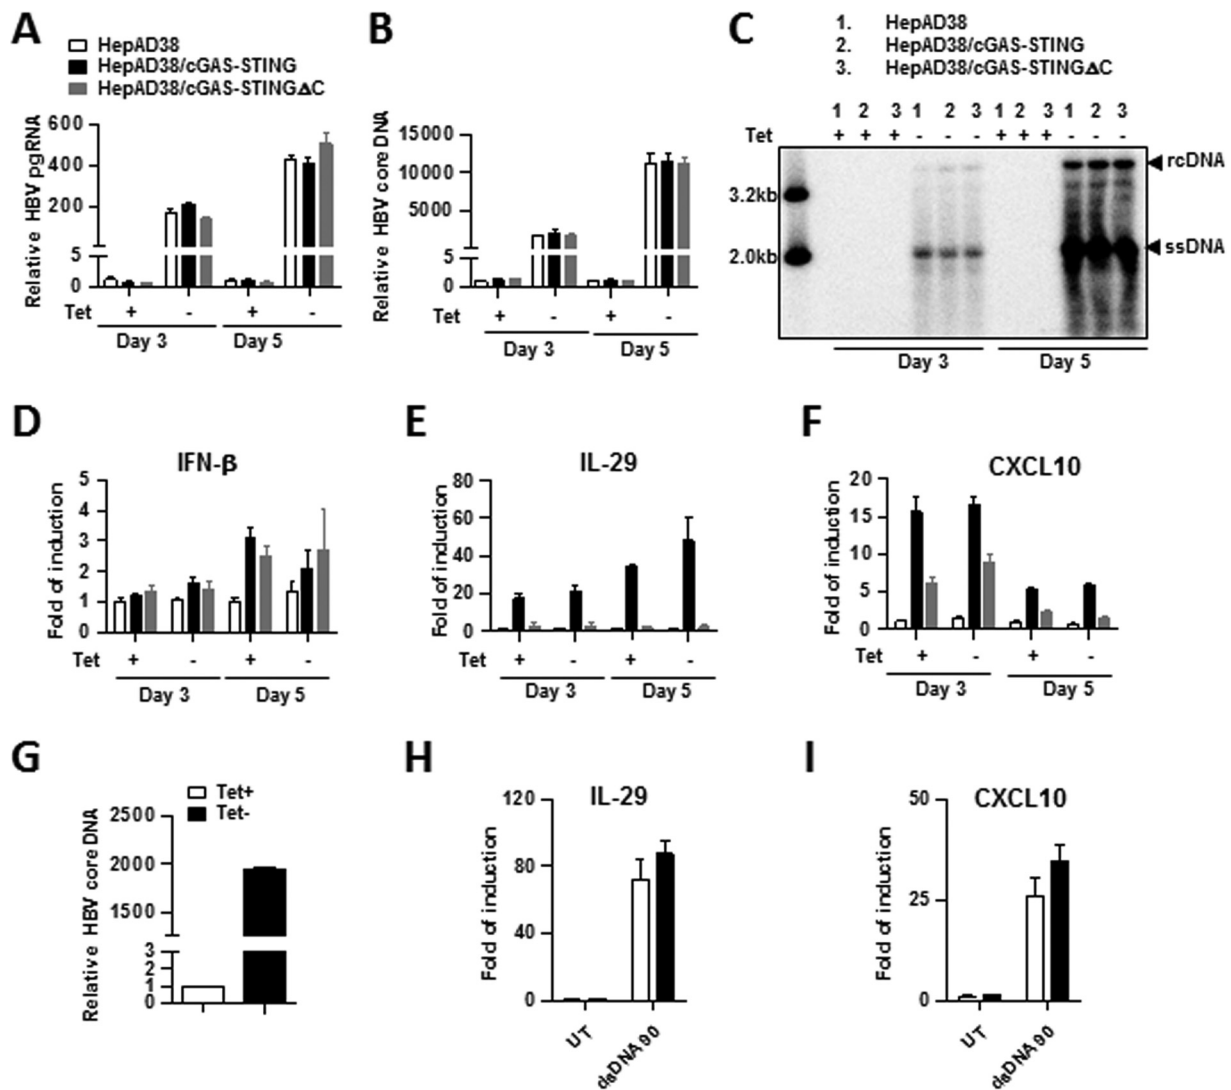 A
HepAD38
HepAD38/cGAS-STING
HepAD38/cGAS-STINGΔC
Relative HBV pgRNA
600
400
200
5
0
Tet + - + -
Day 3 Day 5
B
Relative HBV core DNA
15000
10000
5000
5
0
Tet + - + -
Day 3 Day 5
C
1. HepAD38
2. HepAD38/cGAS-STING
3. HepAD38/cGAS-STINGΔC
1 2 3 1 2 3 1 2 3 1 2 3
Tet + + + - - - + + + - - -
rcDNA
3.2kb
ssDNA
2.0kb
Day 3 Day 5
D
IFN-β
Fold of induction
5
4
3
2
1
0
Tet + - + -
Day 3 Day 5
E
IL-29
Fold of induction
80
60
40
20
0
Tet + - + -
Day 3 Day 5
F
CXCL10
Fold of induction
20
15
10
5
0
Tet + - + -
Day 3 Day 5
G
Tet+
Tet-
Relative HBV core DNA
2500
2000
1500
3
2
1
0
H
IL-29
Fold of induction
120
80
40
0
UT
dsDNA90
I
CXCL10
Fold of induction
50
25
0
UT
dsDNA90